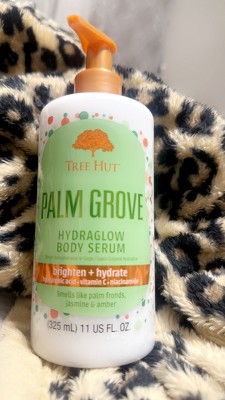 TREE HUT
PALM GROVE
HYDRAGLOW
BODY SERUM
brighten + hydrate
acid • vitamin C • niacinamide
Smells like palm fronds,
jasmine & amber
(325 mL) 11 US FL. OZ.